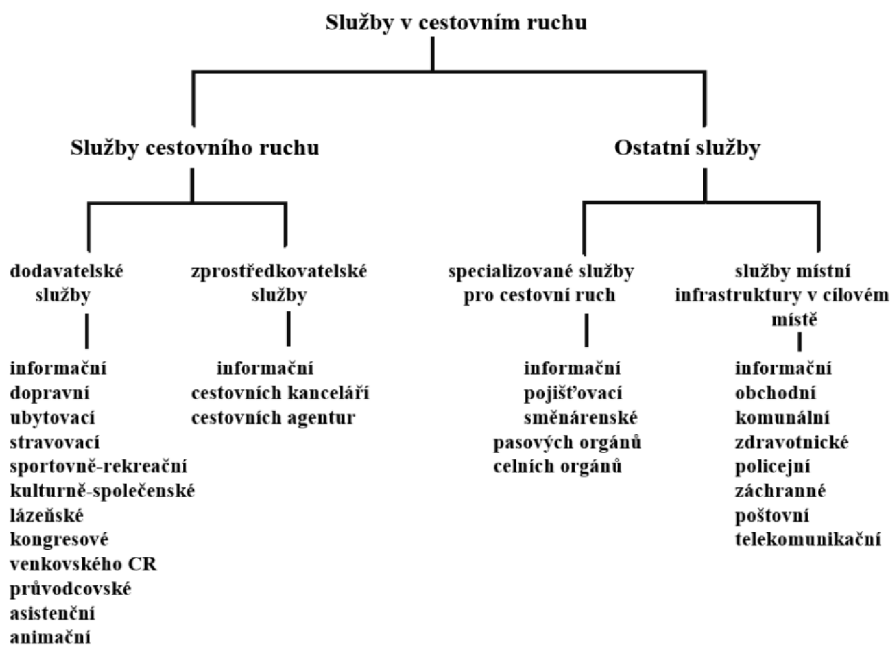 Služby v cestovním ruchu
Služby cestovního ruchu
Ostatní služby
dodavatelské
služby
zprostředkovatelské
služby
specializované služby
pro cestovní ruch
služby místní
infrastruktury v cílovém
místě
informační
dopravní
ubytovací
stravovací
sportovně-rekreační
kulturně-společenské
lázeňské
kongresové
venkovského CR
průvodcovské
asistenční
animační
informační
cestovních kanceláří
cestovních agentur
informační
pojišťovací
směnárenské
pasových orgánů
celních orgánů
informační
obchodní
komunální
zdravotnické
policejní
záchranné
poštovní
telekomunikační